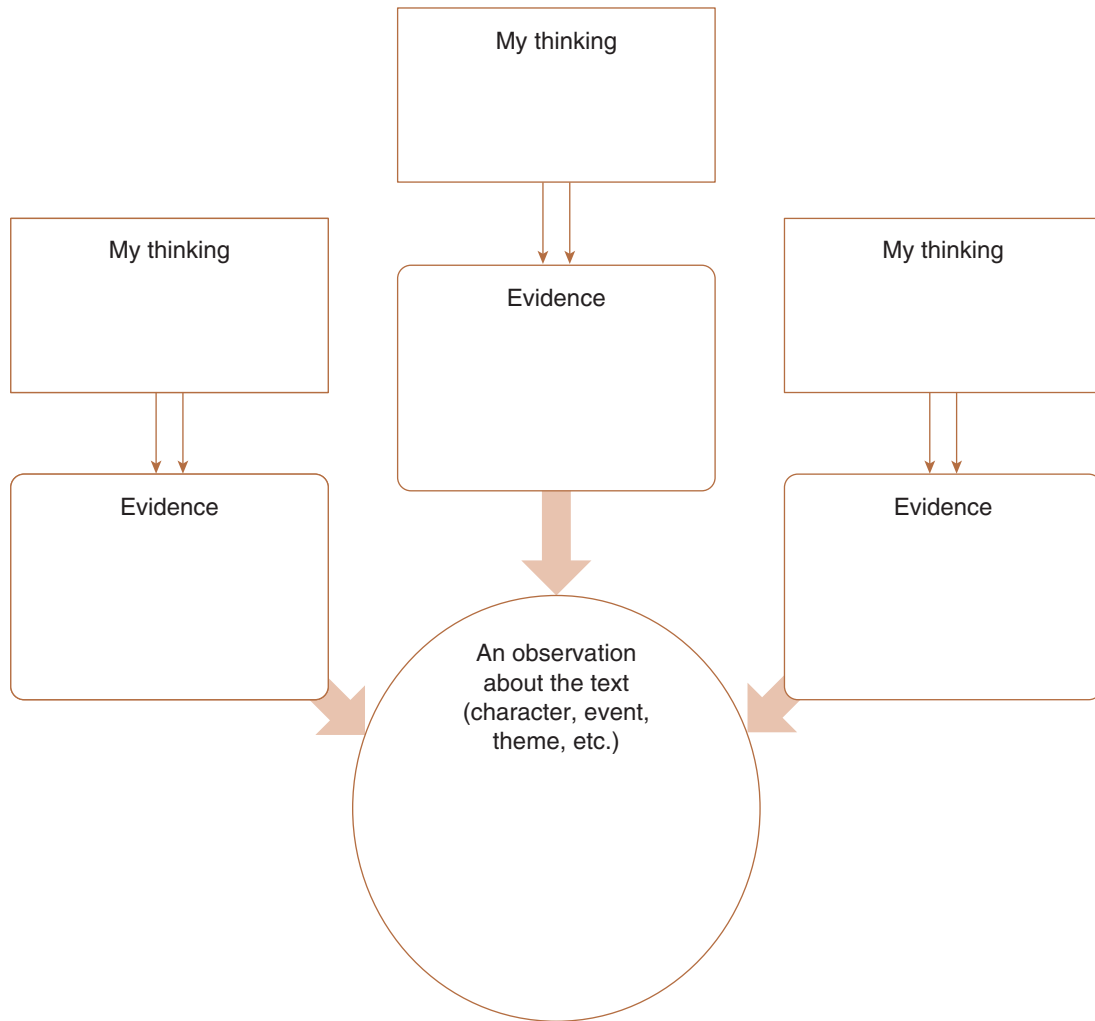 My thinking
My thinking
My thinking
Evidence
Evidence
Evidence
An observation
about the text
(character, event,
theme, etc.)